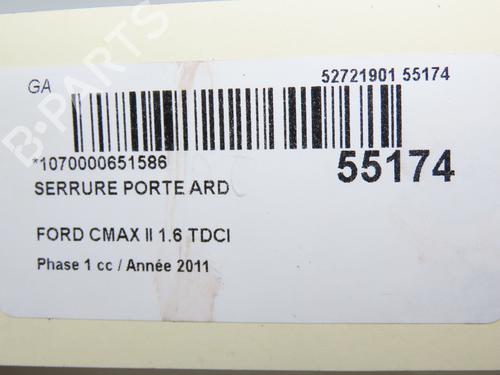 B-PARTS
GA
52721901 55174
*1070000651586
55174
SERRURE PORTE ARD
FORD CMAX II 1.6 TDCI
Phase 1 cc / Année 2011